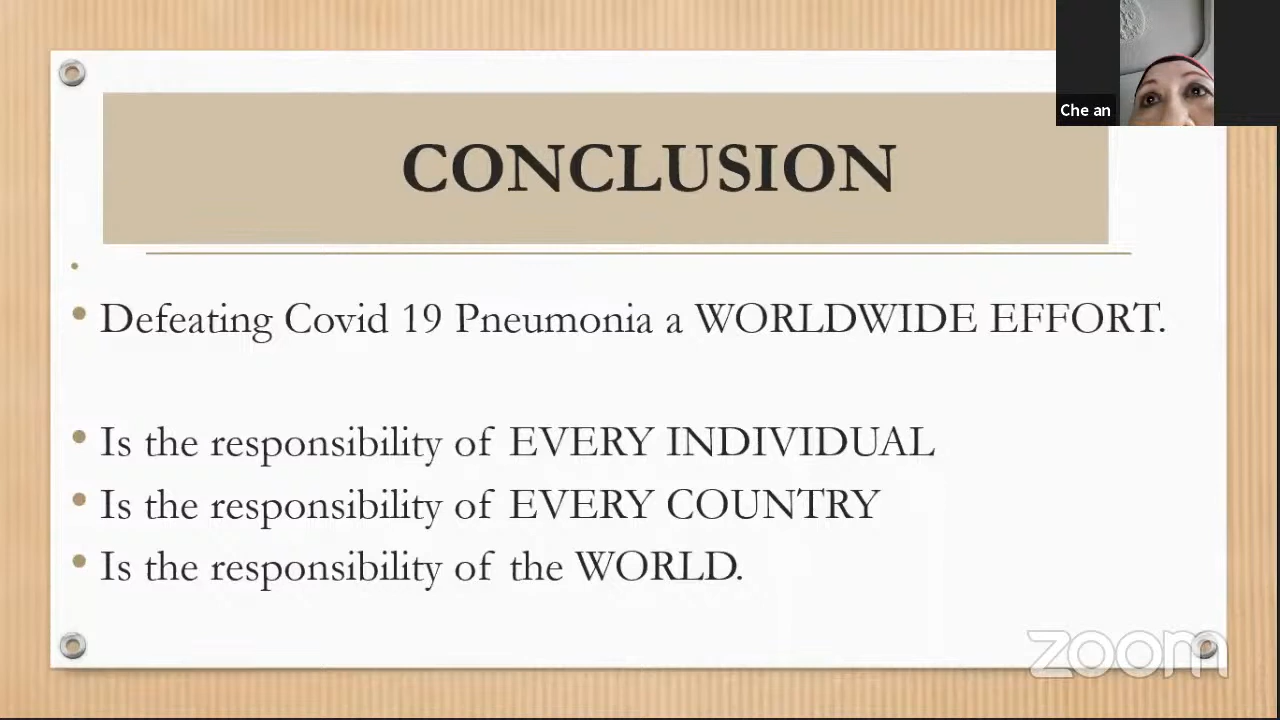 Che an
CONCLUSION
• Defeating Covid 19 Pneumonia a WORLDWIDE EFFORT.
• Is the responsibility of EVERY INDIVIDUAL
• Is the responsibility of EVERY COUNTRY
• Is the responsibility of the WORLD.
zoom